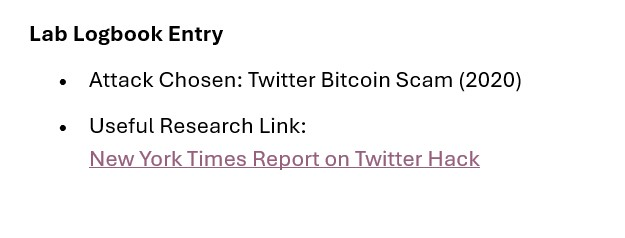 Lab Logbook Entry
• Attack Chosen: Twitter Bitcoin Scam (2020)
• Useful Research Link:
New York Times Report on Twitter Hack